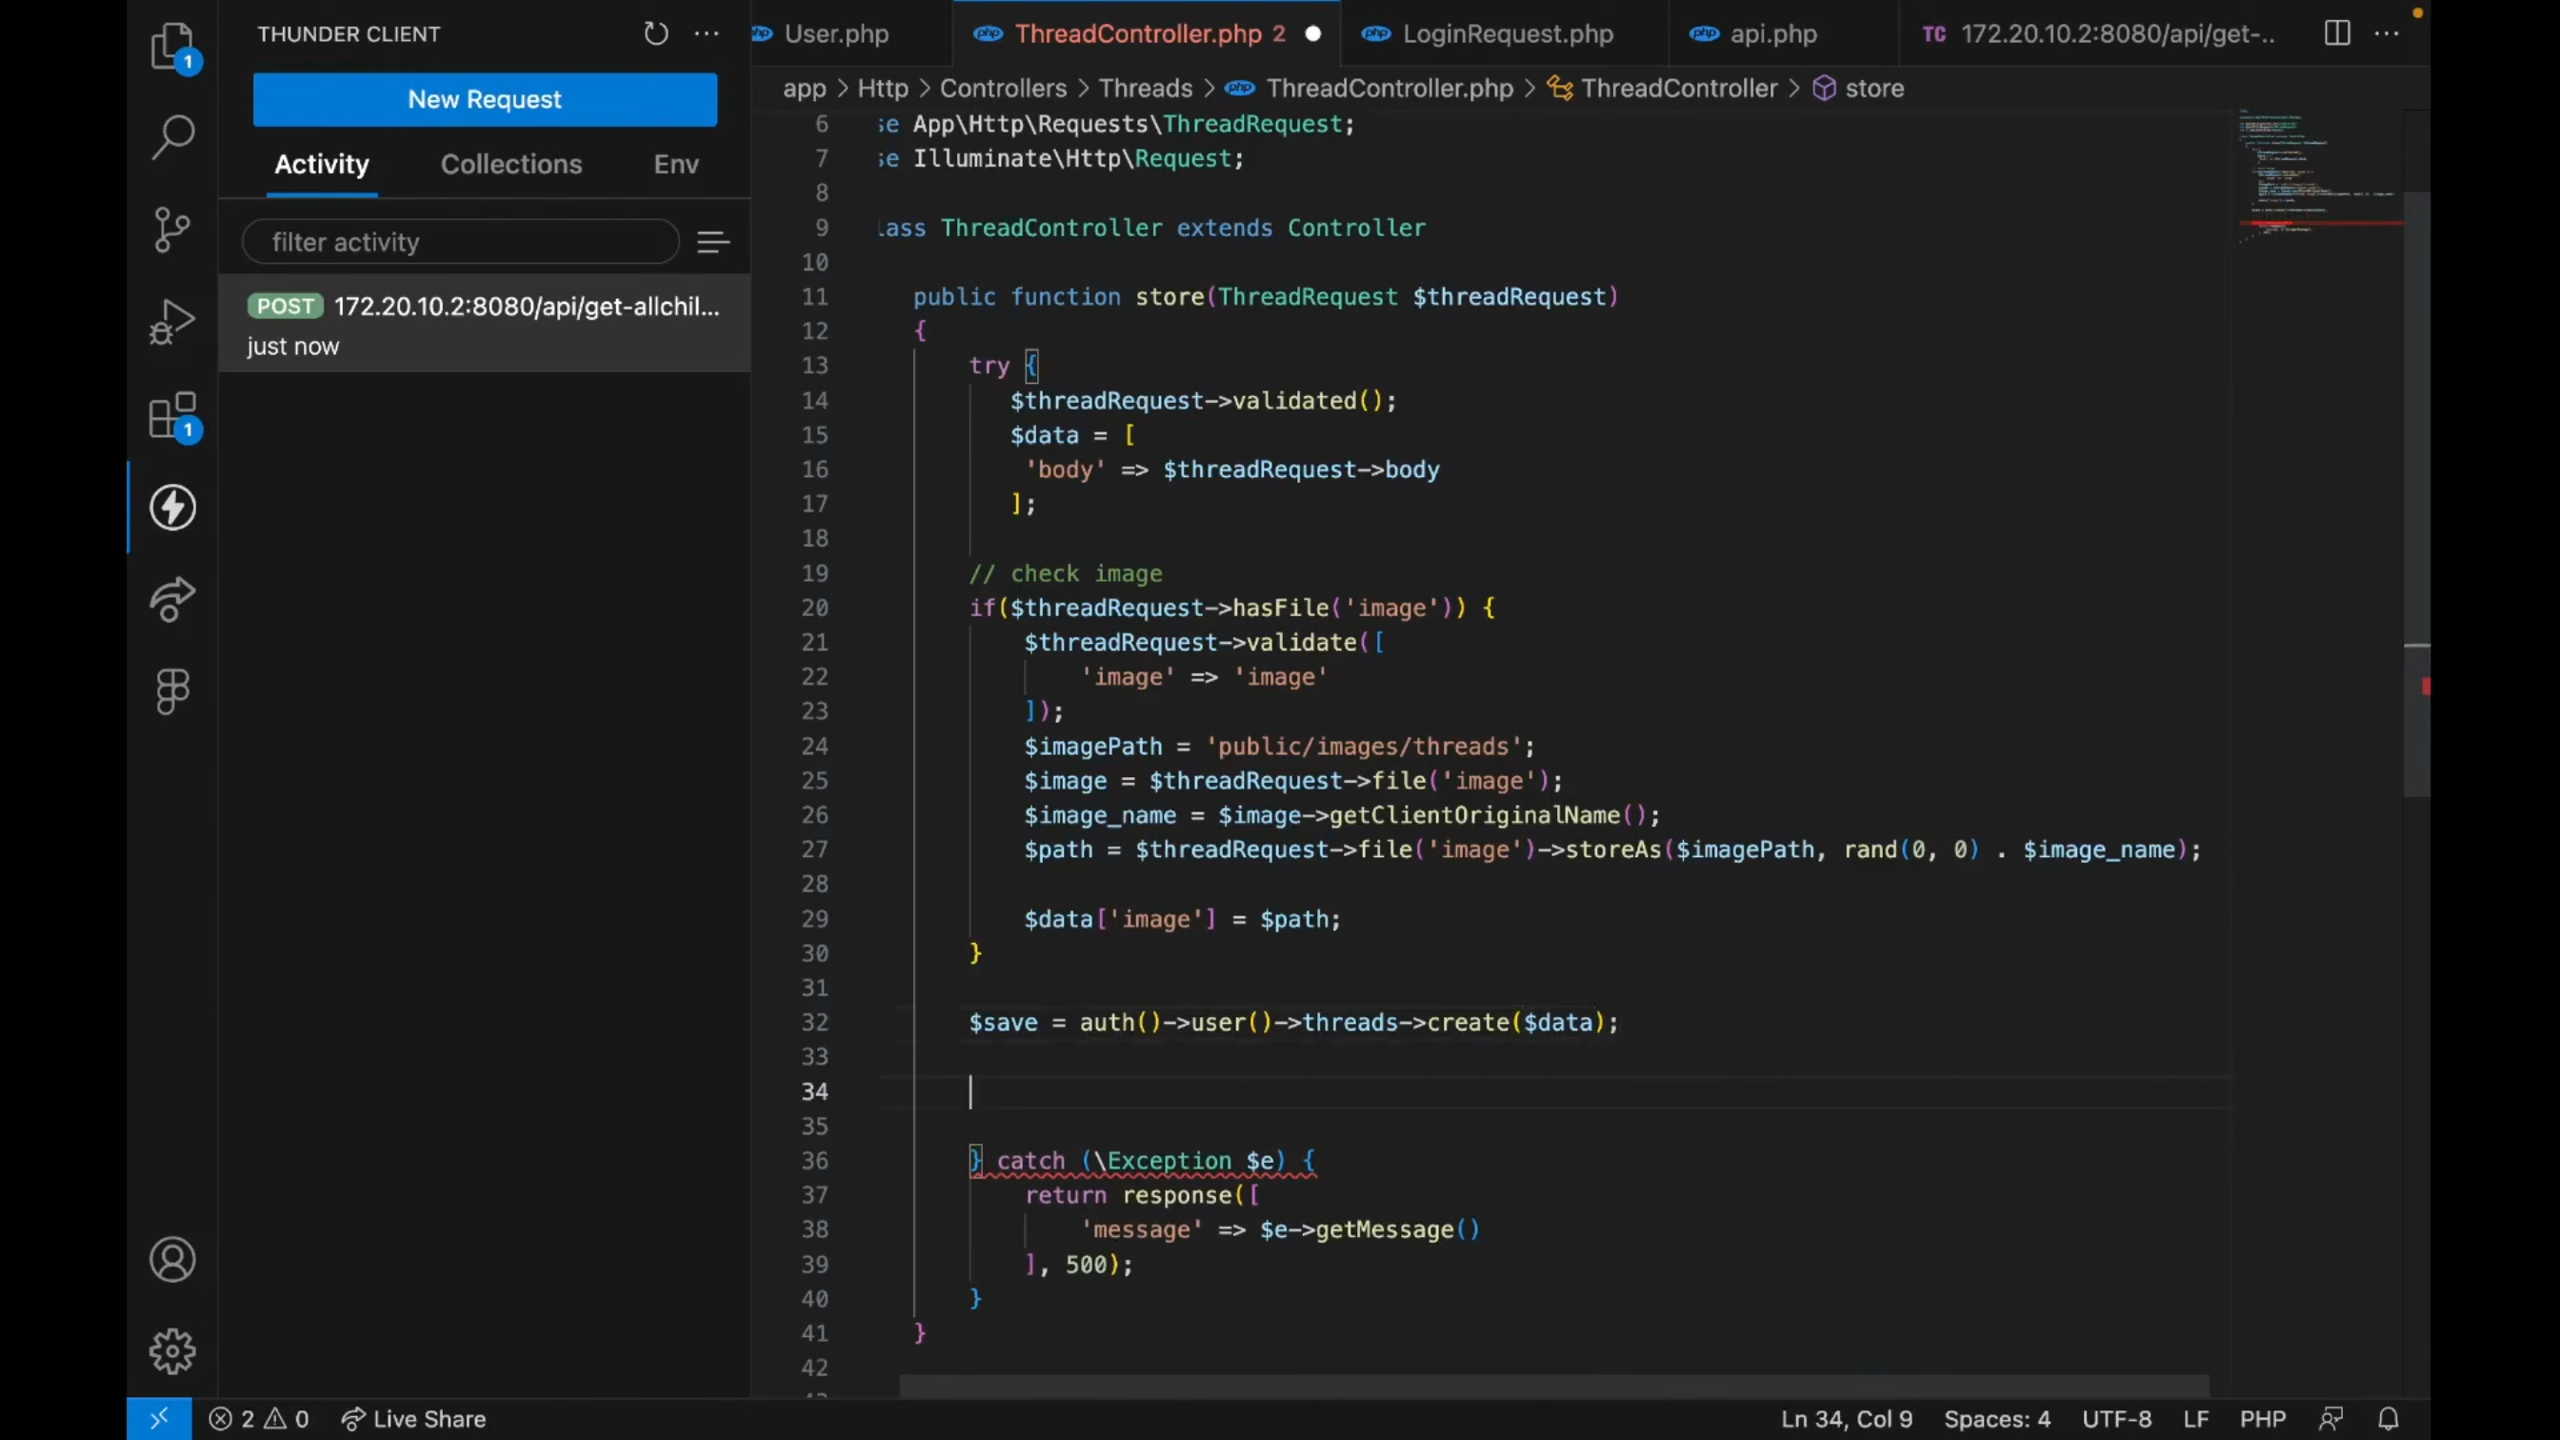 THUNDER CLIENT
New Request
Activity Collections Env
filter activity
POST 172.20.10.2:8080/api/get-allchil...
just now
1
1
User.php ThreadController.php 2 LoginRequest.php api.php TC 172.20.10.2:8080/api/get-..
app > Http > Controllers > Threads > ThreadController.php > ThreadController > store
6 se App\Http\Requests\ThreadRequest;
7 se Illuminate\Http\Request;
8
9 lass ThreadController extends Controller
10
11 public function store(ThreadRequest $threadRequest)
12 {
13 try {
14 $threadRequest->validated();
15 $data = [
16 'body' => $threadRequest->body
17 ];
18
19 // check image
20 if($threadRequest->hasFile('image')) {
21 $threadRequest->validate([
22 'image' => 'image'
23 ]);
24 $imagePath = 'public/images/threads';
25 $image = $threadRequest->file('image');
26 $image_name = $image->getClientOriginalName();
27 $path = $threadRequest->file('image')->storeAs($imagePath, rand(0, 0) . $image_name);
28
29 $data['image'] = $path;
30 }
31
32 $save = auth()->user()->threads->create($data);
33
34
35
36 } catch (\Exception $e) {
37 return response([
38 'message' => $e->getMessage()
39 ], 500);
40 }
41 }
42
2 0 Live Share
Ln 34, Col 9 Spaces: 4 UTF-8 LF PHP